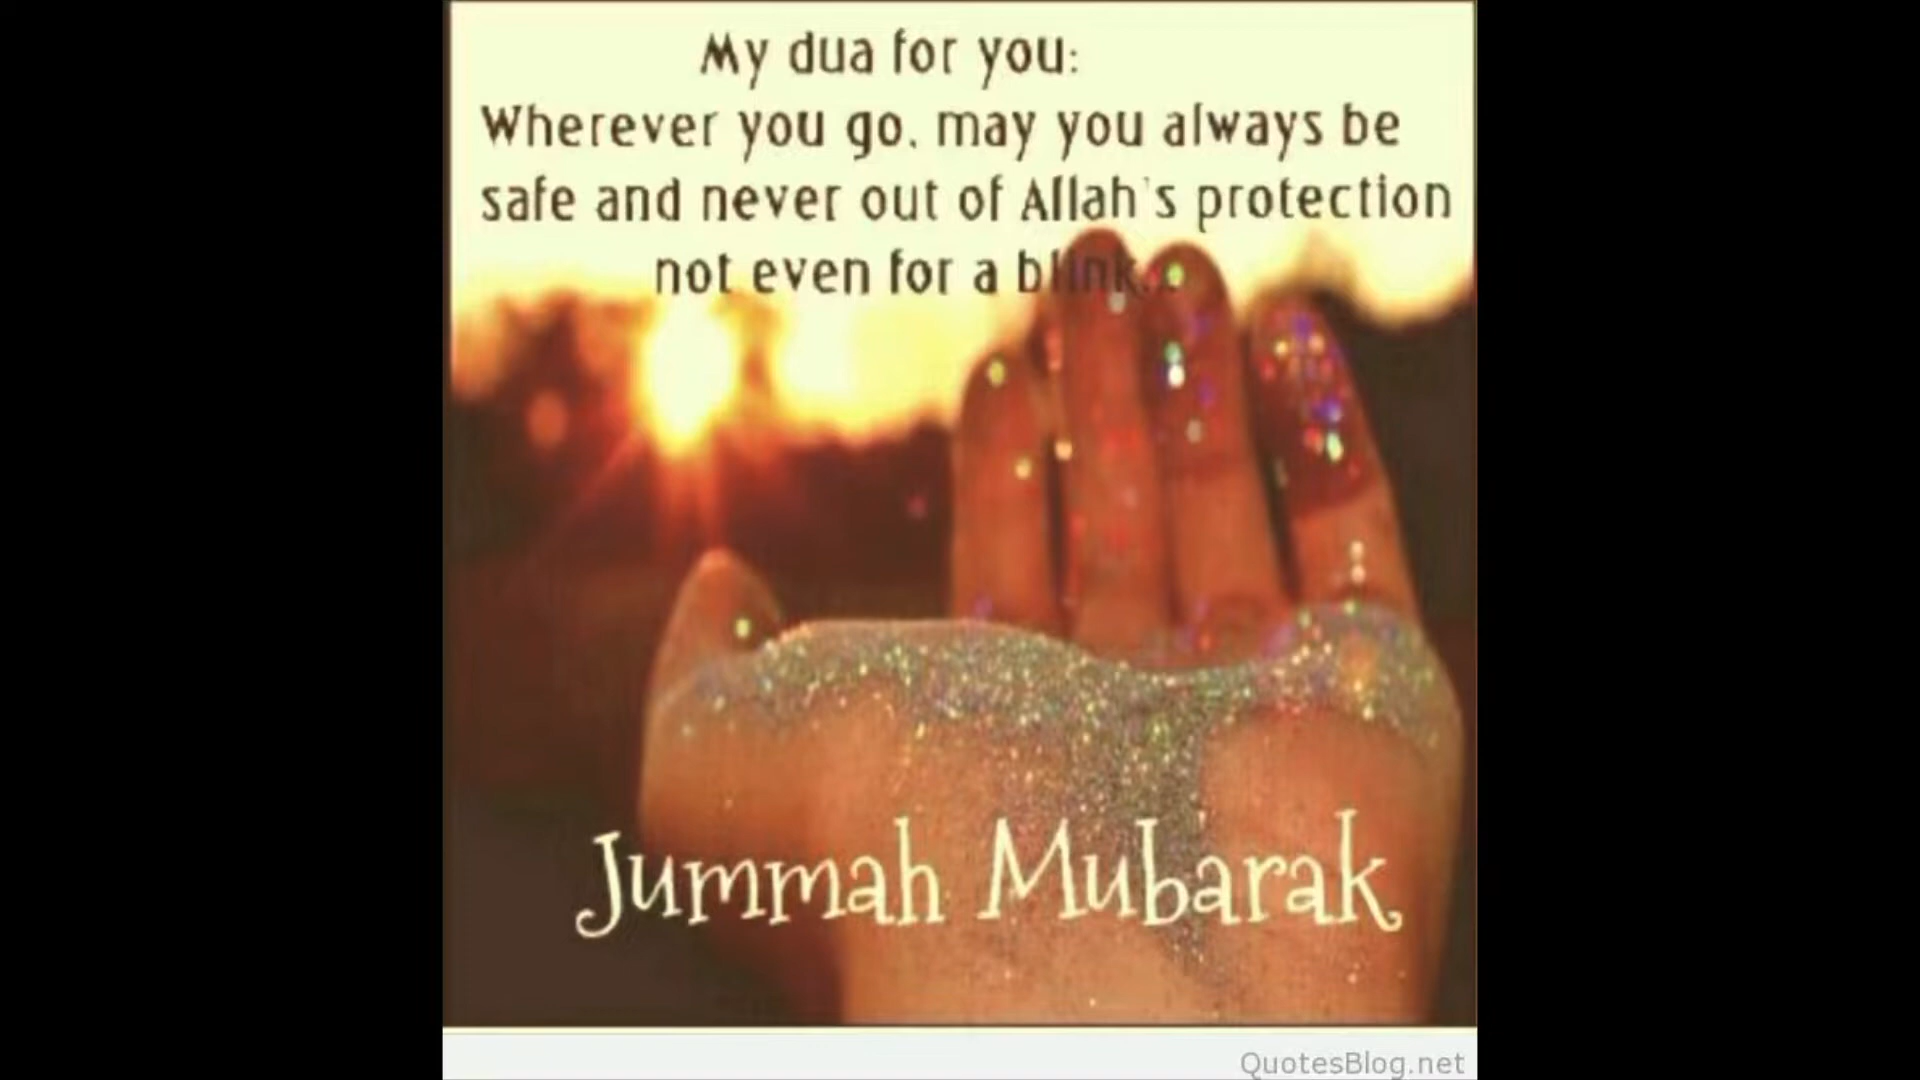 My dua for you:
Wherever you go, may you always be
safe and never out of Allah's protection
not even for a blink...
Jummah Mubarak
QuotesBlog.net